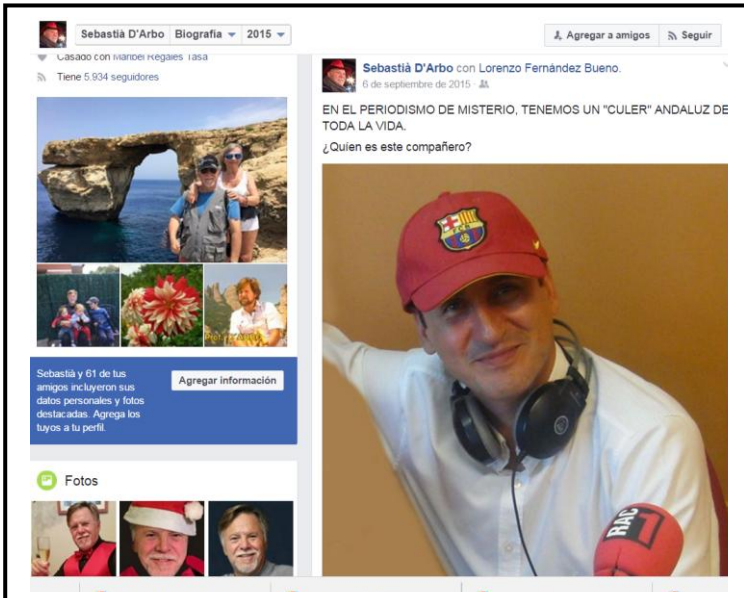 Sebastià D'Arbo Biografía 2015
Agregar a amigos Seguir
Casado con Maribel Regales Tasa
Tiene 5.934 seguidores
Sebastià y 61 de tus
amigos incluyeron sus
datos personales y fotos
destacadas. Agrega los
tuyos a tu perfil.
Agregar información
Fotos
Sebastià D'Arbo con Lorenzo Fernández Bueno.
6 de septiembre de 2015 ·
EN EL PERIODISMO DE MISTERIO, TENEMOS UN "CULER" ANDALUZ DE
TODA LA VIDA.
¿Quien es este compañero?
FCB
RAC
1